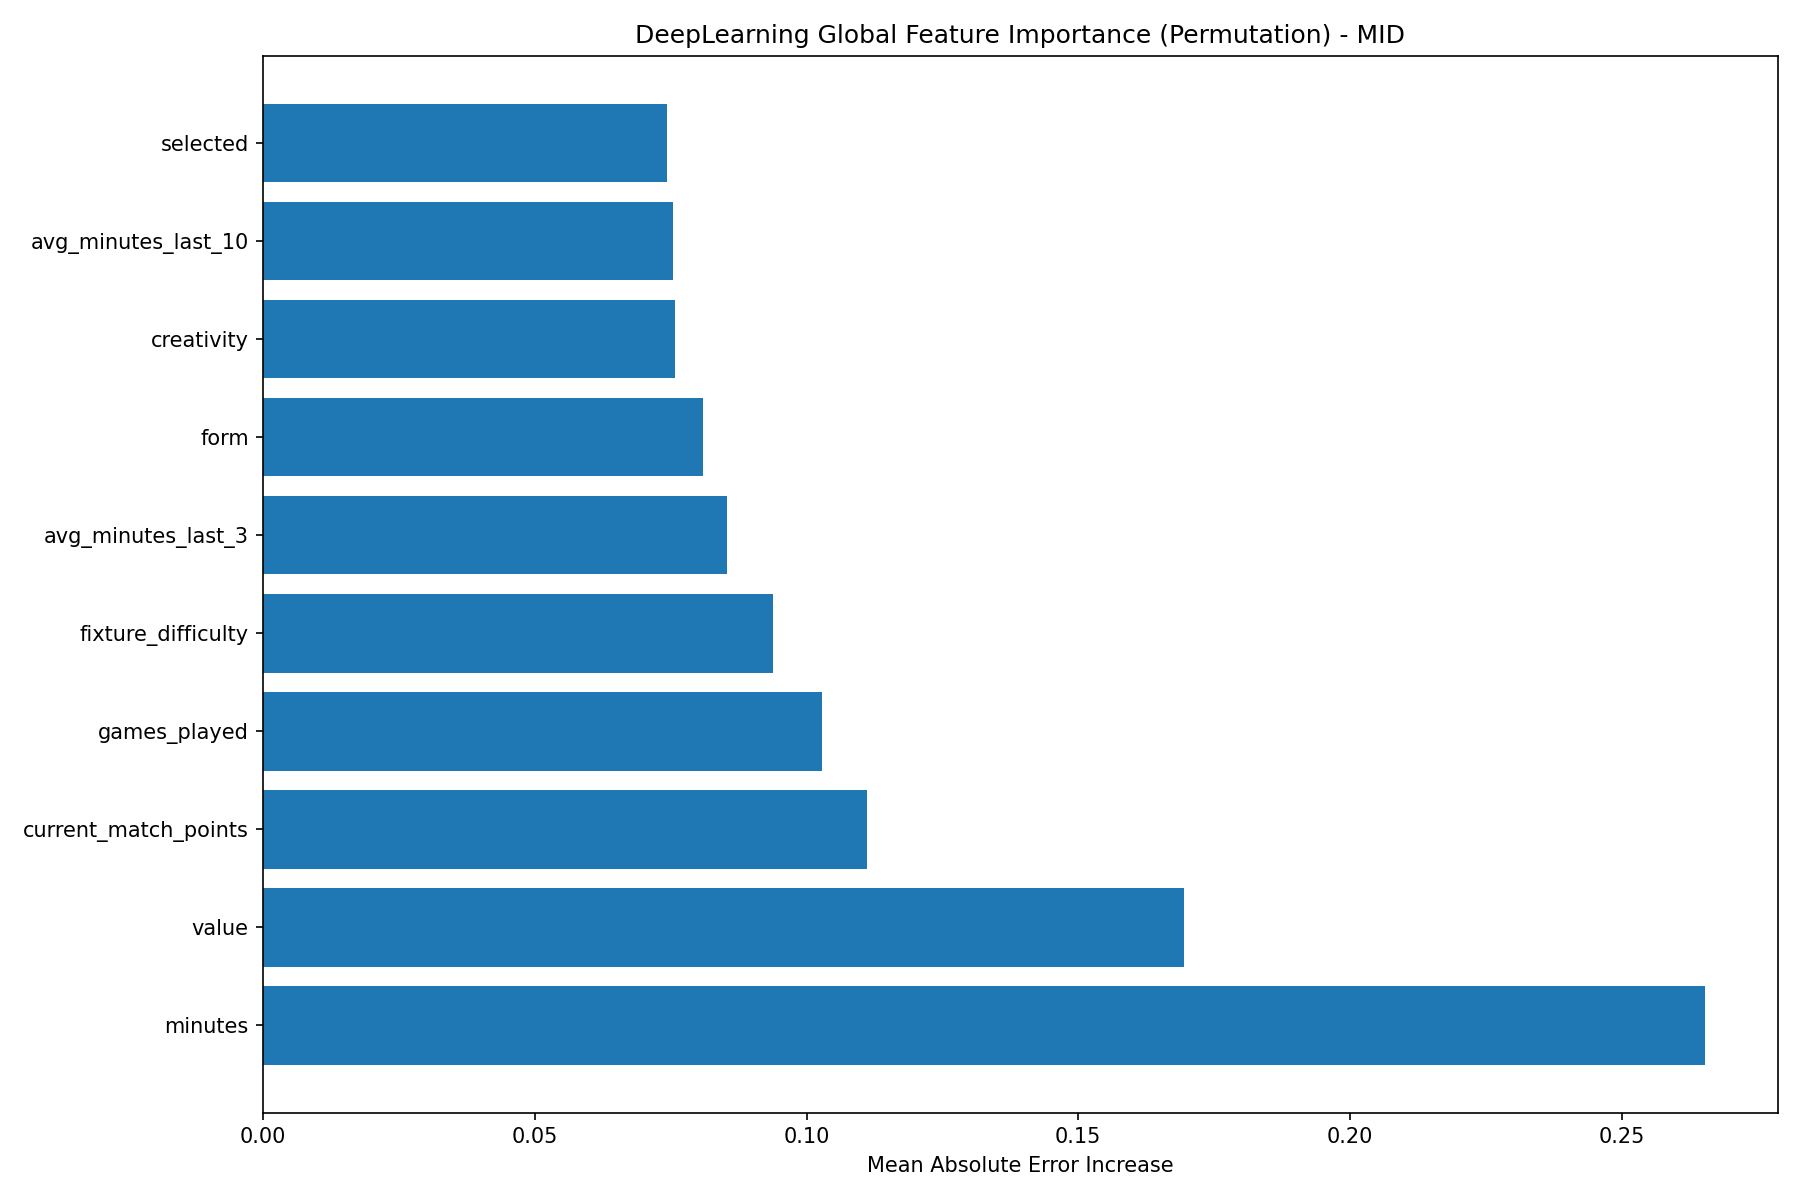 DeepLearning Global Feature Importance (Permutation) - MID
selected
avg_minutes_last_10
creativity
form
avg_minutes_last_3
fixture_difficulty
games_played
current_match_points
value
minutes
0.00 0.05 0.10 0.15 0.20 0.25
Mean Absolute Error Increase